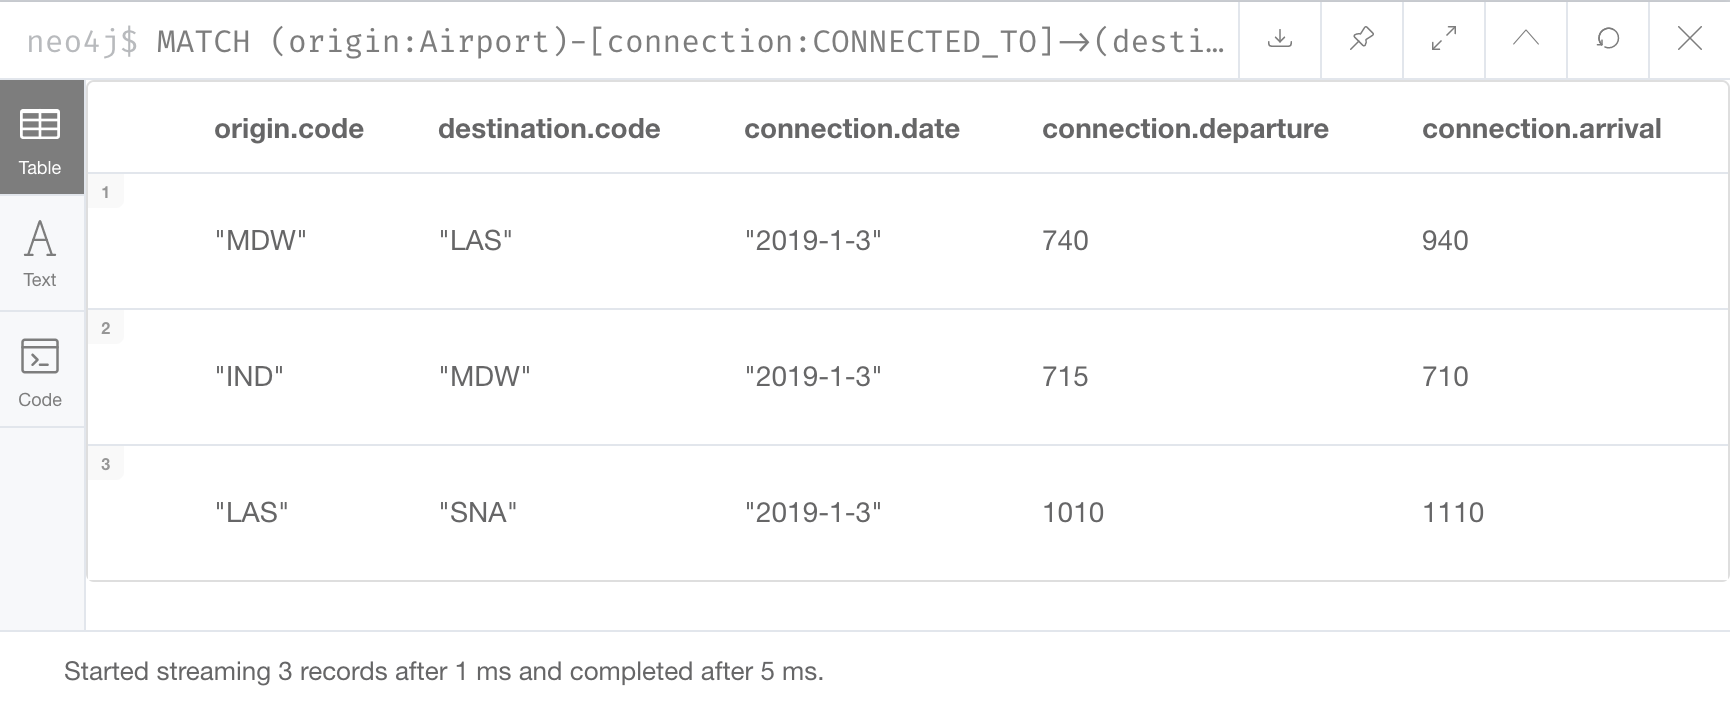 neo4j$ MATCH (origin:Airport)-[connection:CONNECTED_TO]→(desti…
Table
Text
Code
origin.code destination.code connection.date connection.departure connection.arrival
1
"MDW" "LAS" "2019-1-3" 740 940
2
"IND" "MDW" "2019-1-3" 715 710
3
"LAS" "SNA" "2019-1-3" 1010 1110
Started streaming 3 records after 1 ms and completed after 5 ms.